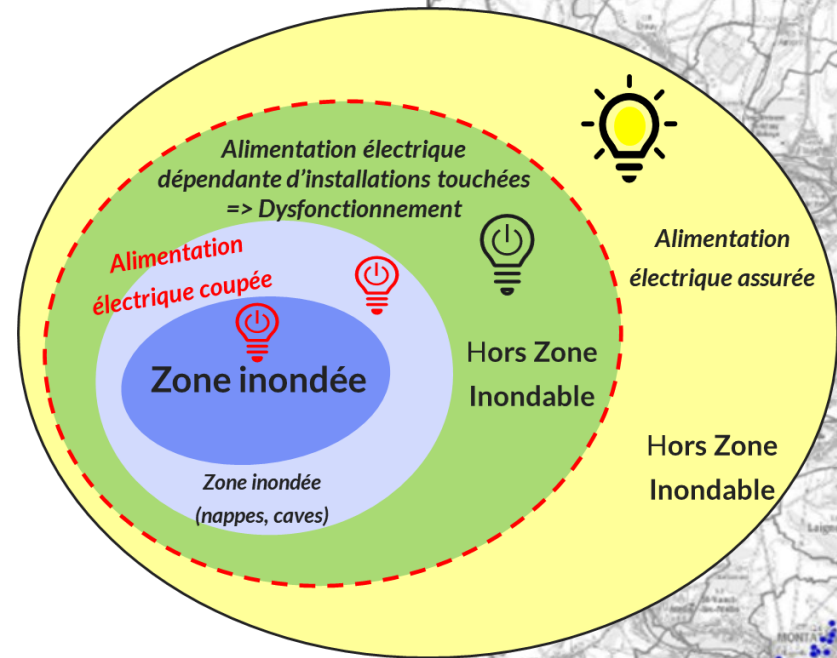 Alimentation électrique
dépendante d'installations touchées
=> Dysfonctionnement
Alimentation
électrique coupée
Alimentation
électrique assurée
Zone inondée
Hors Zone
Inondable
Zone inondée
(nappes, caves)
Hors Zone
Inondable